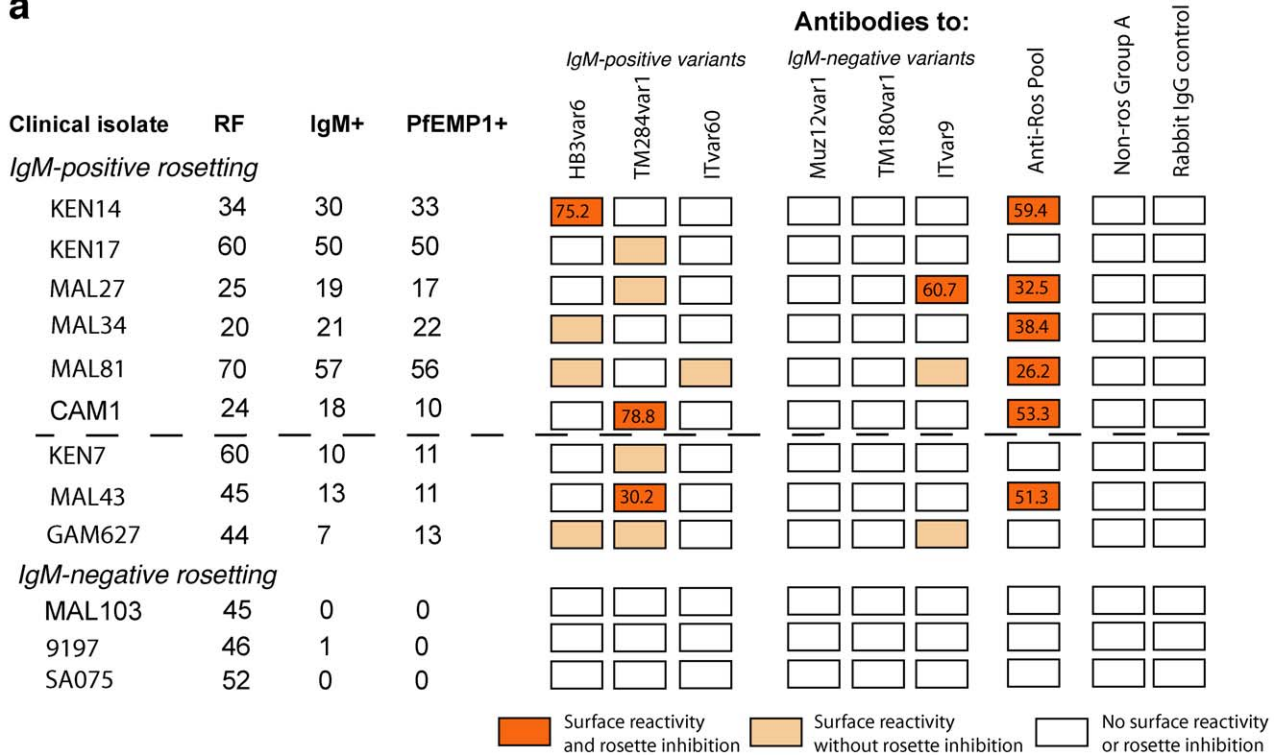 a
Antibodies to:
IgM-positive variants
IgM-negative variants
HB3var6
TM284var1
ITvar60
Muz12var1
TM180var1
ITvar9
Anti-Ros Pool
Non-ros Group A
Rabbit IgG control
Clinical isolate RF IgM+ PfEMP1+
IgM-positive rosetting
KEN14 34 30 33 75.2 59.4
KEN17 60 50 50
MAL27 25 19 17 60.7 32.5
MAL34 20 21 22 38.4
MAL81 70 57 56 26.2
CAM1 24 18 10 78.8 53.3
KEN7 60 10 11
MAL43 45 13 11 30.2 51.3
GAM627 44 7 13
IgM-negative rosetting
MAL103 45 0 0
9197 46 1 0
SA075 52 0 0
Surface reactivity
and rosette inhibition
Surface reactivity
without rosette inhibition
No surface reactivity
or rosette inhibition